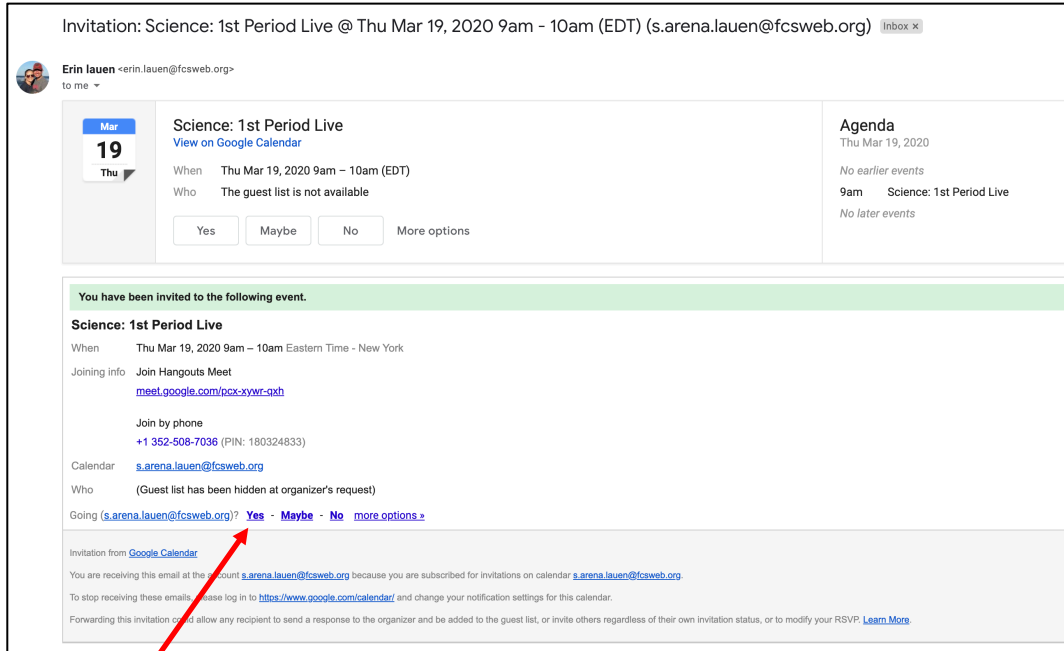 Invitation: Science: 1st Period Live @ Thu Mar 19, 2020 9am - 10am (EDT) (s.arena.lauen@fcsweb.org) Inbox x
Erin lauen <erin.lauen@fcsweb.org>
to me
Mar
19
Thu
Science: 1st Period Live
View on Google Calendar
When Thu Mar 19, 2020 9am – 10am (EDT)
Who The guest list is not available
Yes Maybe No More options
Agenda
Thu Mar 19, 2020
No earlier events
9am Science: 1st Period Live
No later events
You have been invited to the following event.
Science: 1st Period Live
When Thu Mar 19, 2020 9am – 10am Eastern Time - New York
Joining info Join Hangouts Meet
meet.google.com/pcx-xywr-qxh
Join by phone
+1 352-508-7036 (PIN: 180324833)
Calendar s.arena.lauen@fcsweb.org
Who (Guest list has been hidden at organizer's request)
Going (s.arena.lauen@fcsweb.org)? Yes - Maybe - No more options »
Invitation from Google Calendar
You are receiving this email at the account s.arena.lauen@fcsweb.org because you are subscribed for invitations on calendar s.arena.lauen@fcsweb.org.
To stop receiving these emails, please log in to https://www.google.com/calendar/ and change your notification settings for this calendar.
Forwarding this invitation could allow any recipient to send a response to the organizer and be added to the guest list, or invite others regardless of their own invitation status, or to modify your RSVP. Learn More.